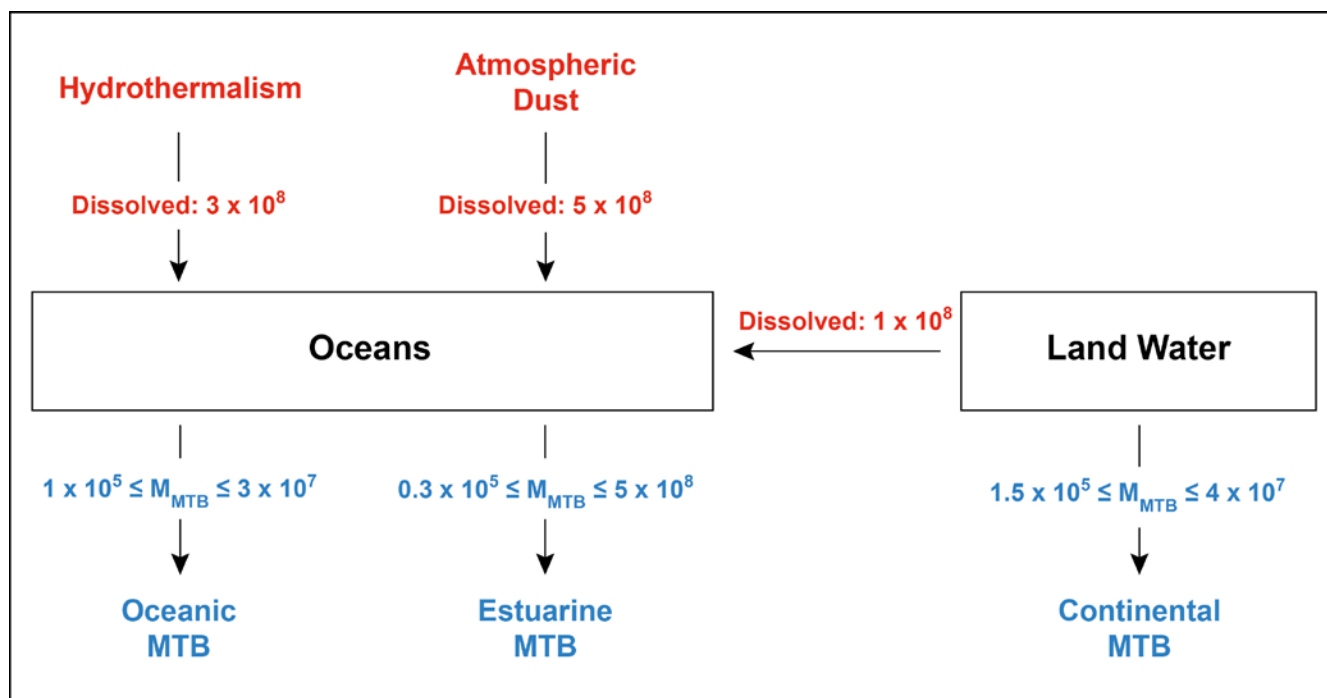 Hydrothermalism
Atmospheric
Dust
Dissolved: 3 x 10⁸
Dissolved: 5 x 10⁸
Dissolved: 1 x 10⁸
Oceans
Land Water
1 x 10⁵ ≤ M_MTB ≤ 3 x 10⁷
0.3 x 10⁵ ≤ M_MTB ≤ 5 x 10⁸
1.5 x 10⁵ ≤ M_MTB ≤ 4 x 10⁷
Oceanic
MTB
Estuarine
MTB
Continental
MTB